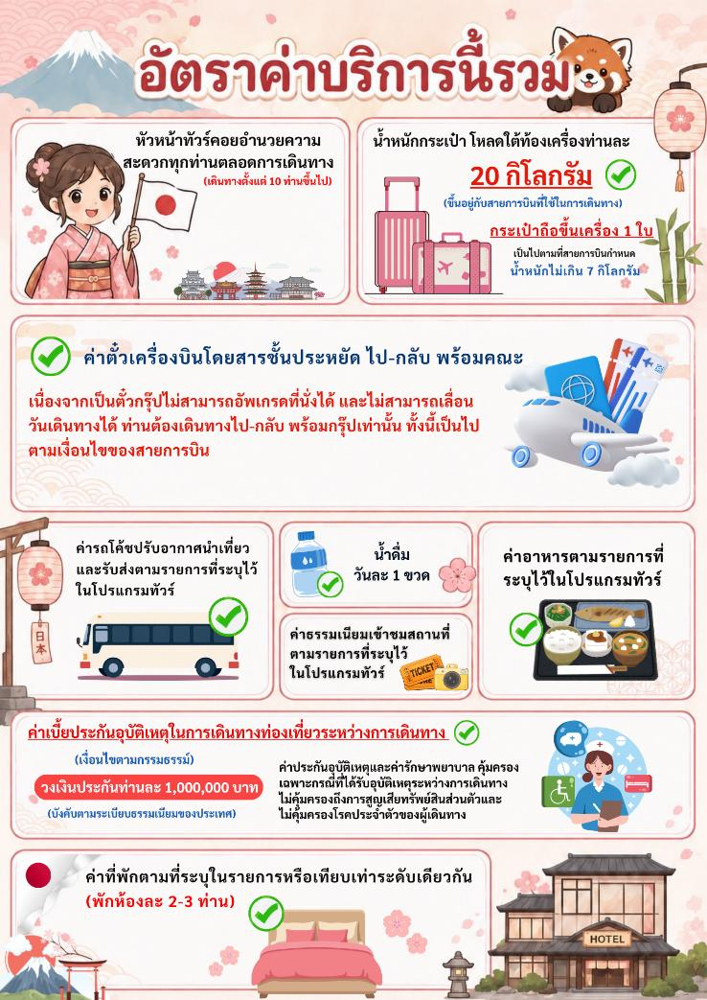 อัตราค่าบริการนี้รวม
หัวหน้าทัวร์คอยอำนวยความ
สะดวกทุกท่านตลอดการเดินทาง
(เดินทางตั้งแต่ 10 ท่านขึ้นไป)
น้ำหนักกระเป๋า โหลดใต้ท้องเครื่องท่านละ
20 กิโลกรัม
(ขึ้นอยู่กับสายการบินที่ใช้ในการเดินทาง)
กระเป๋าถือขึ้นเครื่อง 1 ใบ
เป็นไปตามที่สายการบินกำหนด
น้ำหนักไม่เกิน 7 กิโลกรัม
ค่าตั๋วเครื่องบินโดยสารชั้นประหยัด ไป-กลับ พร้อมคณะ
เนื่องจากเป็นตั๋วกรุ๊ปไม่สามารถอัพเกรดที่นั่งได้ และไม่สามารถเลื่อน
วันเดินทางได้ ท่านต้องเดินทางไป-กลับ พร้อมกรุ๊ปเท่านั้น ทั้งนี้เป็นไป
ตามเงื่อนไขของสายการบิน
ค่ารถโค้ชปรับอากาศนำเที่ยว
และรับส่งตามรายการที่ระบุไว้
ในโปรแกรมทัวร์
日本
น้ำดื่ม
วันละ 1 ขวด
ค่าธรรมเนียมเข้าชมสถานที่
ตามรายการที่ระบุไว้
ในโปรแกรมทัวร์
TICKET
ค่าอาหารตามรายการที่
ระบุไว้ในโปรแกรมทัวร์
ค่าเบี้ยประกันอุบัติเหตุในการเดินทางท่องเที่ยวระหว่างการเดินทาง
(เงื่อนไขตามกรมธรรม์)
วงเงินประกันท่านละ 1,000,000 บาท
(บังคับตามระเบียบธรรมเนียมของประเทศ)
ค่าประกันอุบัติเหตุและค่ารักษาพยาบาล คุ้มครอง
เฉพาะกรณีที่ได้รับอุบัติเหตุระหว่างการเดินทาง
ไม่คุ้มครองถึงการสูญเสียทรัพย์สินส่วนตัวและ
ไม่คุ้มครองโรคประจำตัวของผู้เดินทาง
ค่าที่พักตามที่ระบุในรายการหรือเทียบเท่าระดับเดียวกัน
(พักห้องละ 2-3 ท่าน)
HOTEL